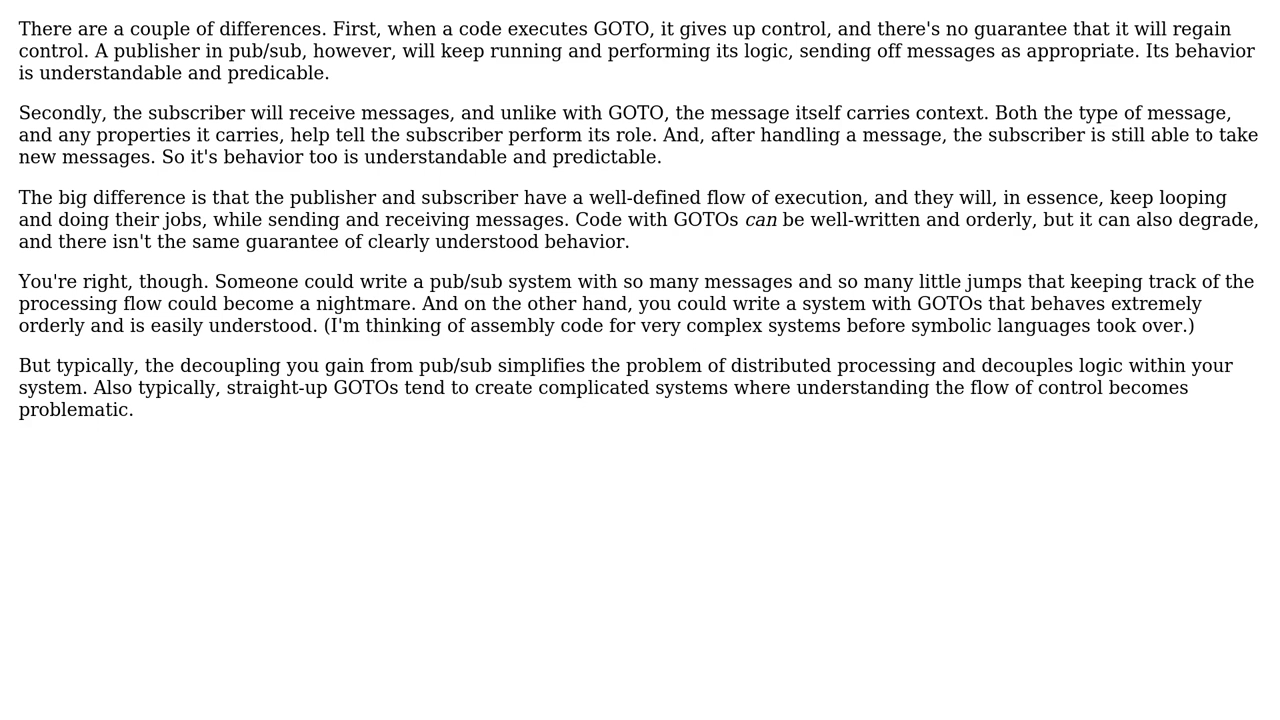 There are a couple of differences. First, when a code executes GOTO, it gives up control, and there's no guarantee that it will regain
control. A publisher in pub/sub, however, will keep running and performing its logic, sending off messages as appropriate. Its behavior
is understandable and predicable.
Secondly, the subscriber will receive messages, and unlike with GOTO, the message itself carries context. Both the type of message,
and any properties it carries, help tell the subscriber perform its role. And, after handling a message, the subscriber is still able to take
new messages. So it's behavior too is understandable and predictable.
The big difference is that the publisher and subscriber have a well-defined flow of execution, and they will, in essence, keep looping
and doing their jobs, while sending and receiving messages. Code with GOTOs can be well-written and orderly, but it can also degrade,
and there isn't the same guarantee of clearly understood behavior.
You're right, though. Someone could write a pub/sub system with so many messages and so many little jumps that keeping track of the
processing flow could become a nightmare. And on the other hand, you could write a system with GOTOs that behaves extremely
orderly and is easily understood. (I'm thinking of assembly code for very complex systems before symbolic languages took over.)
But typically, the decoupling you gain from pub/sub simplifies the problem of distributed processing and decouples logic within your
system. Also typically, straight-up GOTOs tend to create complicated systems where understanding the flow of control becomes
problematic.